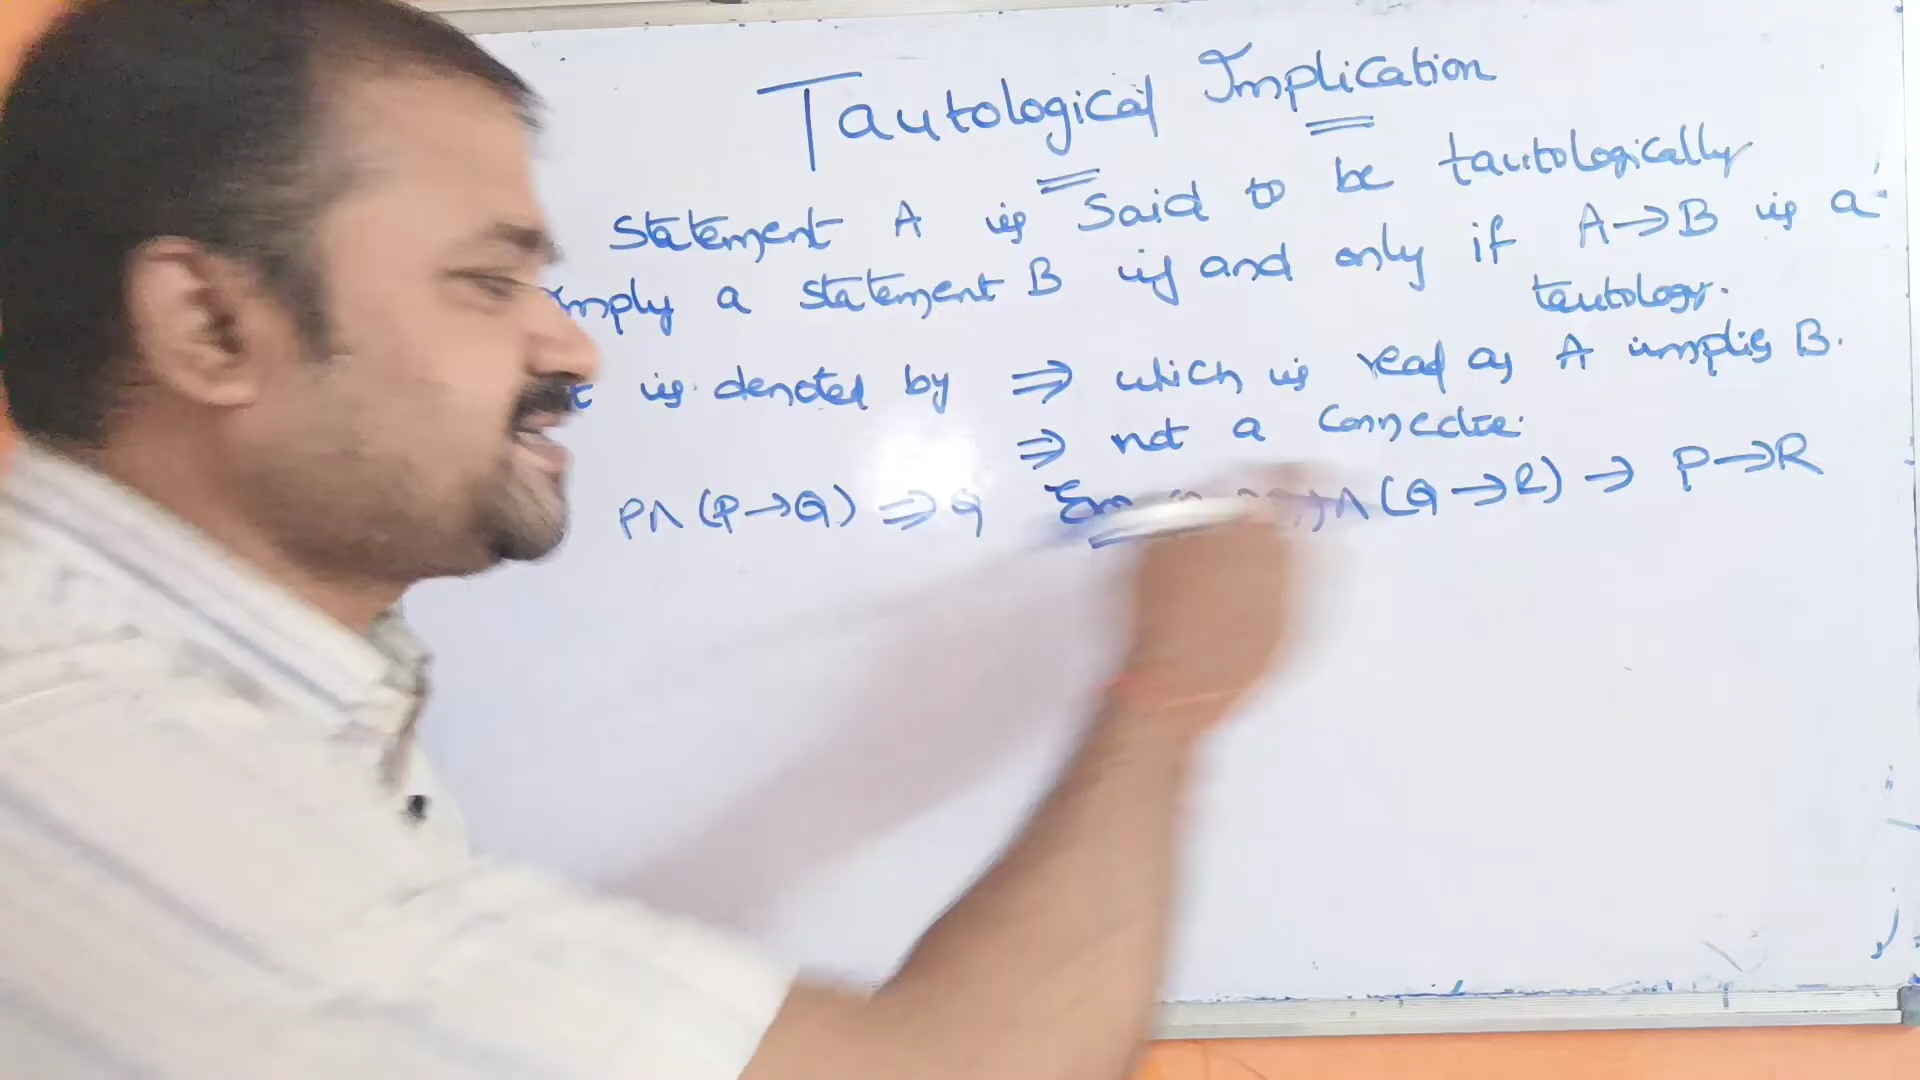 Tautological Implication
statement A is said to be tautologically
imply a statement B if and only if A→B is a
tautology.
is denoted by ⇒ which is read as A implies B.
⇒ not a connective.
P∧(P→Q) ⇒ Q
∧(Q→R) → P→R